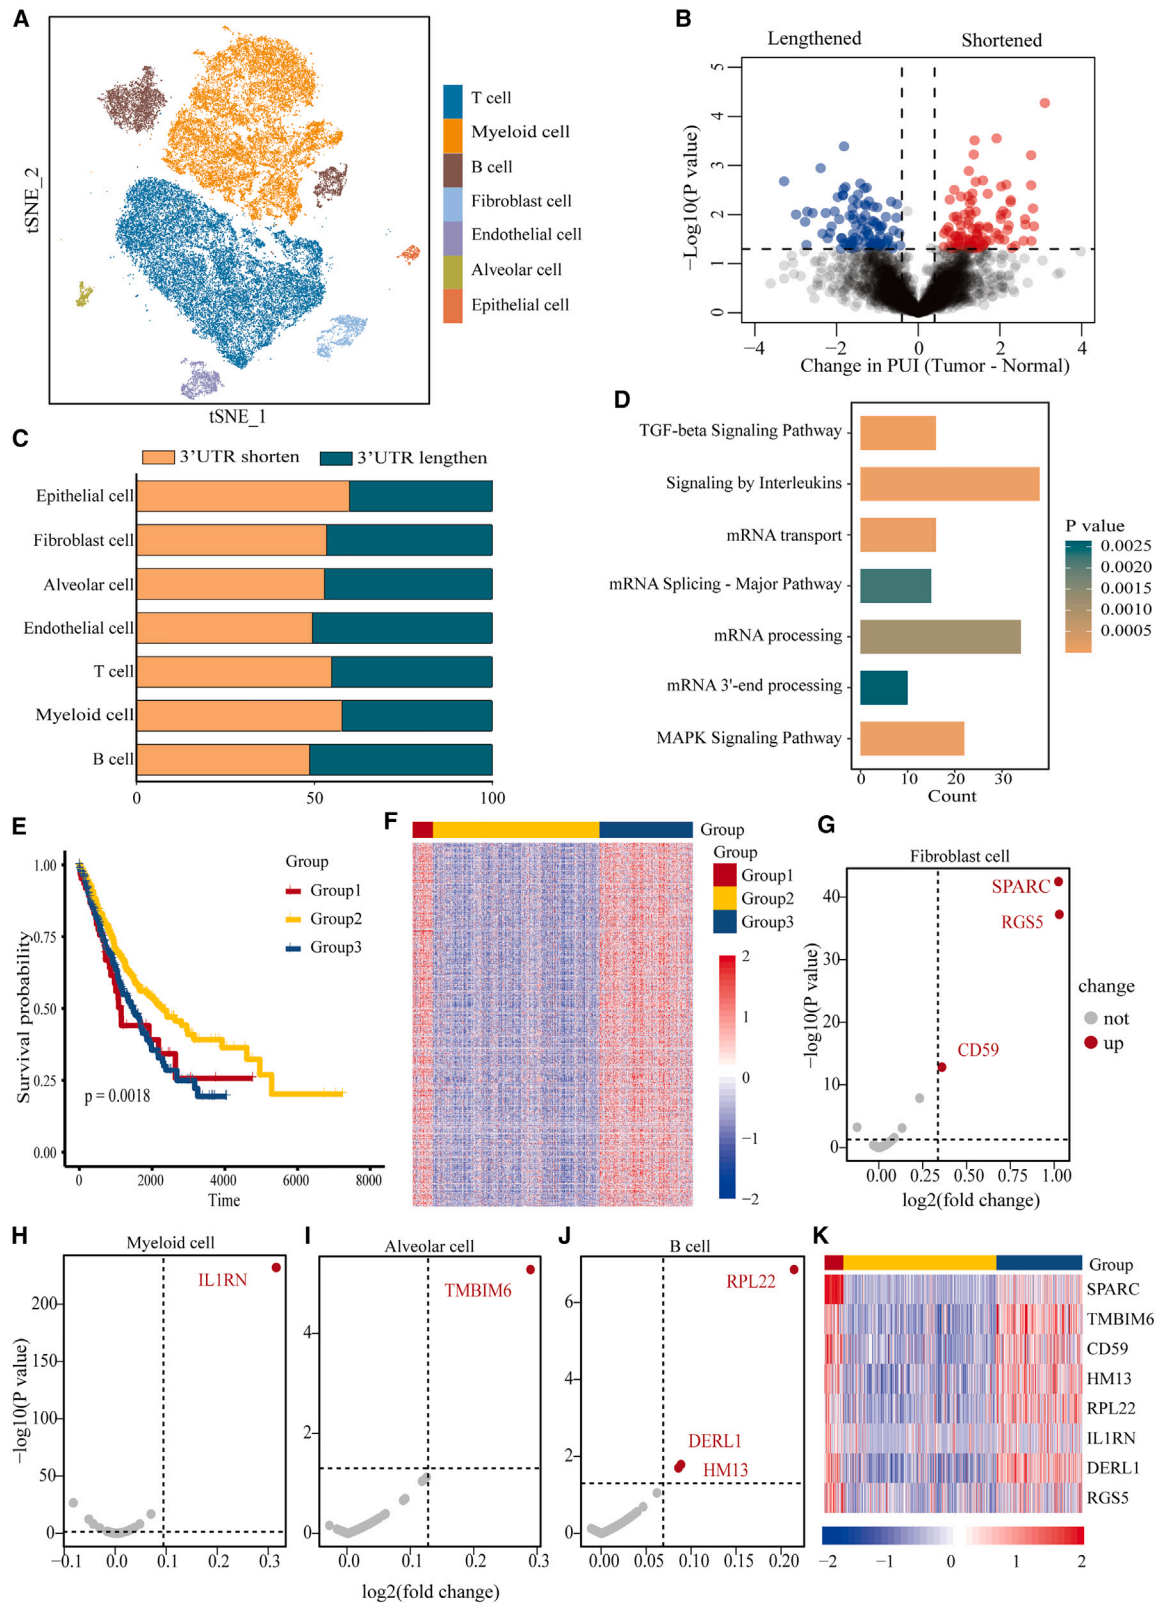 A
tSNE_2
tSNE_1
T cell
Myeloid cell
B cell
Fibroblast cell
Endothelial cell
Alveolar cell
Epithelial cell
B
Lengthened
Shortened
−Log10(P value)
5
4
3
2
1
0
−4
−2
0
2
4
Change in PUI (Tumor - Normal)
C
3’UTR shorten
3’UTR lengthen
Epithelial cell
Fibroblast cell
Alveolar cell
Endothelial cell
T cell
Myeloid cell
B cell
0
50
100
D
TGF-beta Signaling Pathway
Signaling by Interleukins
mRNA transport
mRNA Splicing - Major Pathway
mRNA processing
mRNA 3'-end processing
MAPK Signaling Pathway
0
10
20
30
Count
P value
0.0025
0.0020
0.0015
0.0010
0.0005
E
Survival probability
1.00
0.75
0.50
0.25
0.00
p = 0.0018
Group
Group1
Group2
Group3
0
2000
4000
6000
8000
Time
F
Group
Group
Group1
Group2
Group3
2
1
0
−1
−2
G
Fibroblast cell
SPARC
RGS5
CD59
−log10(P value)
40
30
20
10
0
0.00
0.25
0.50
0.75
1.00
log2(fold change)
change
not
up
H
Myeloid cell
IL1RN
−log10(P value)
200
150
100
50
0
−0.1
0.0
0.1
0.2
0.3
I
Alveolar cell
TMBIM6
4
2
0
0.0
0.1
0.2
0.3
log2(fold change)
J
B cell
RPL22
DERL1
HM13
6
4
2
0
0.00
0.05
0.10
0.15
0.20
K
Group
SPARC
TMBIM6
CD59
HM13
RPL22
IL1RN
DERL1
RGS5
−2
−1
0
1
2